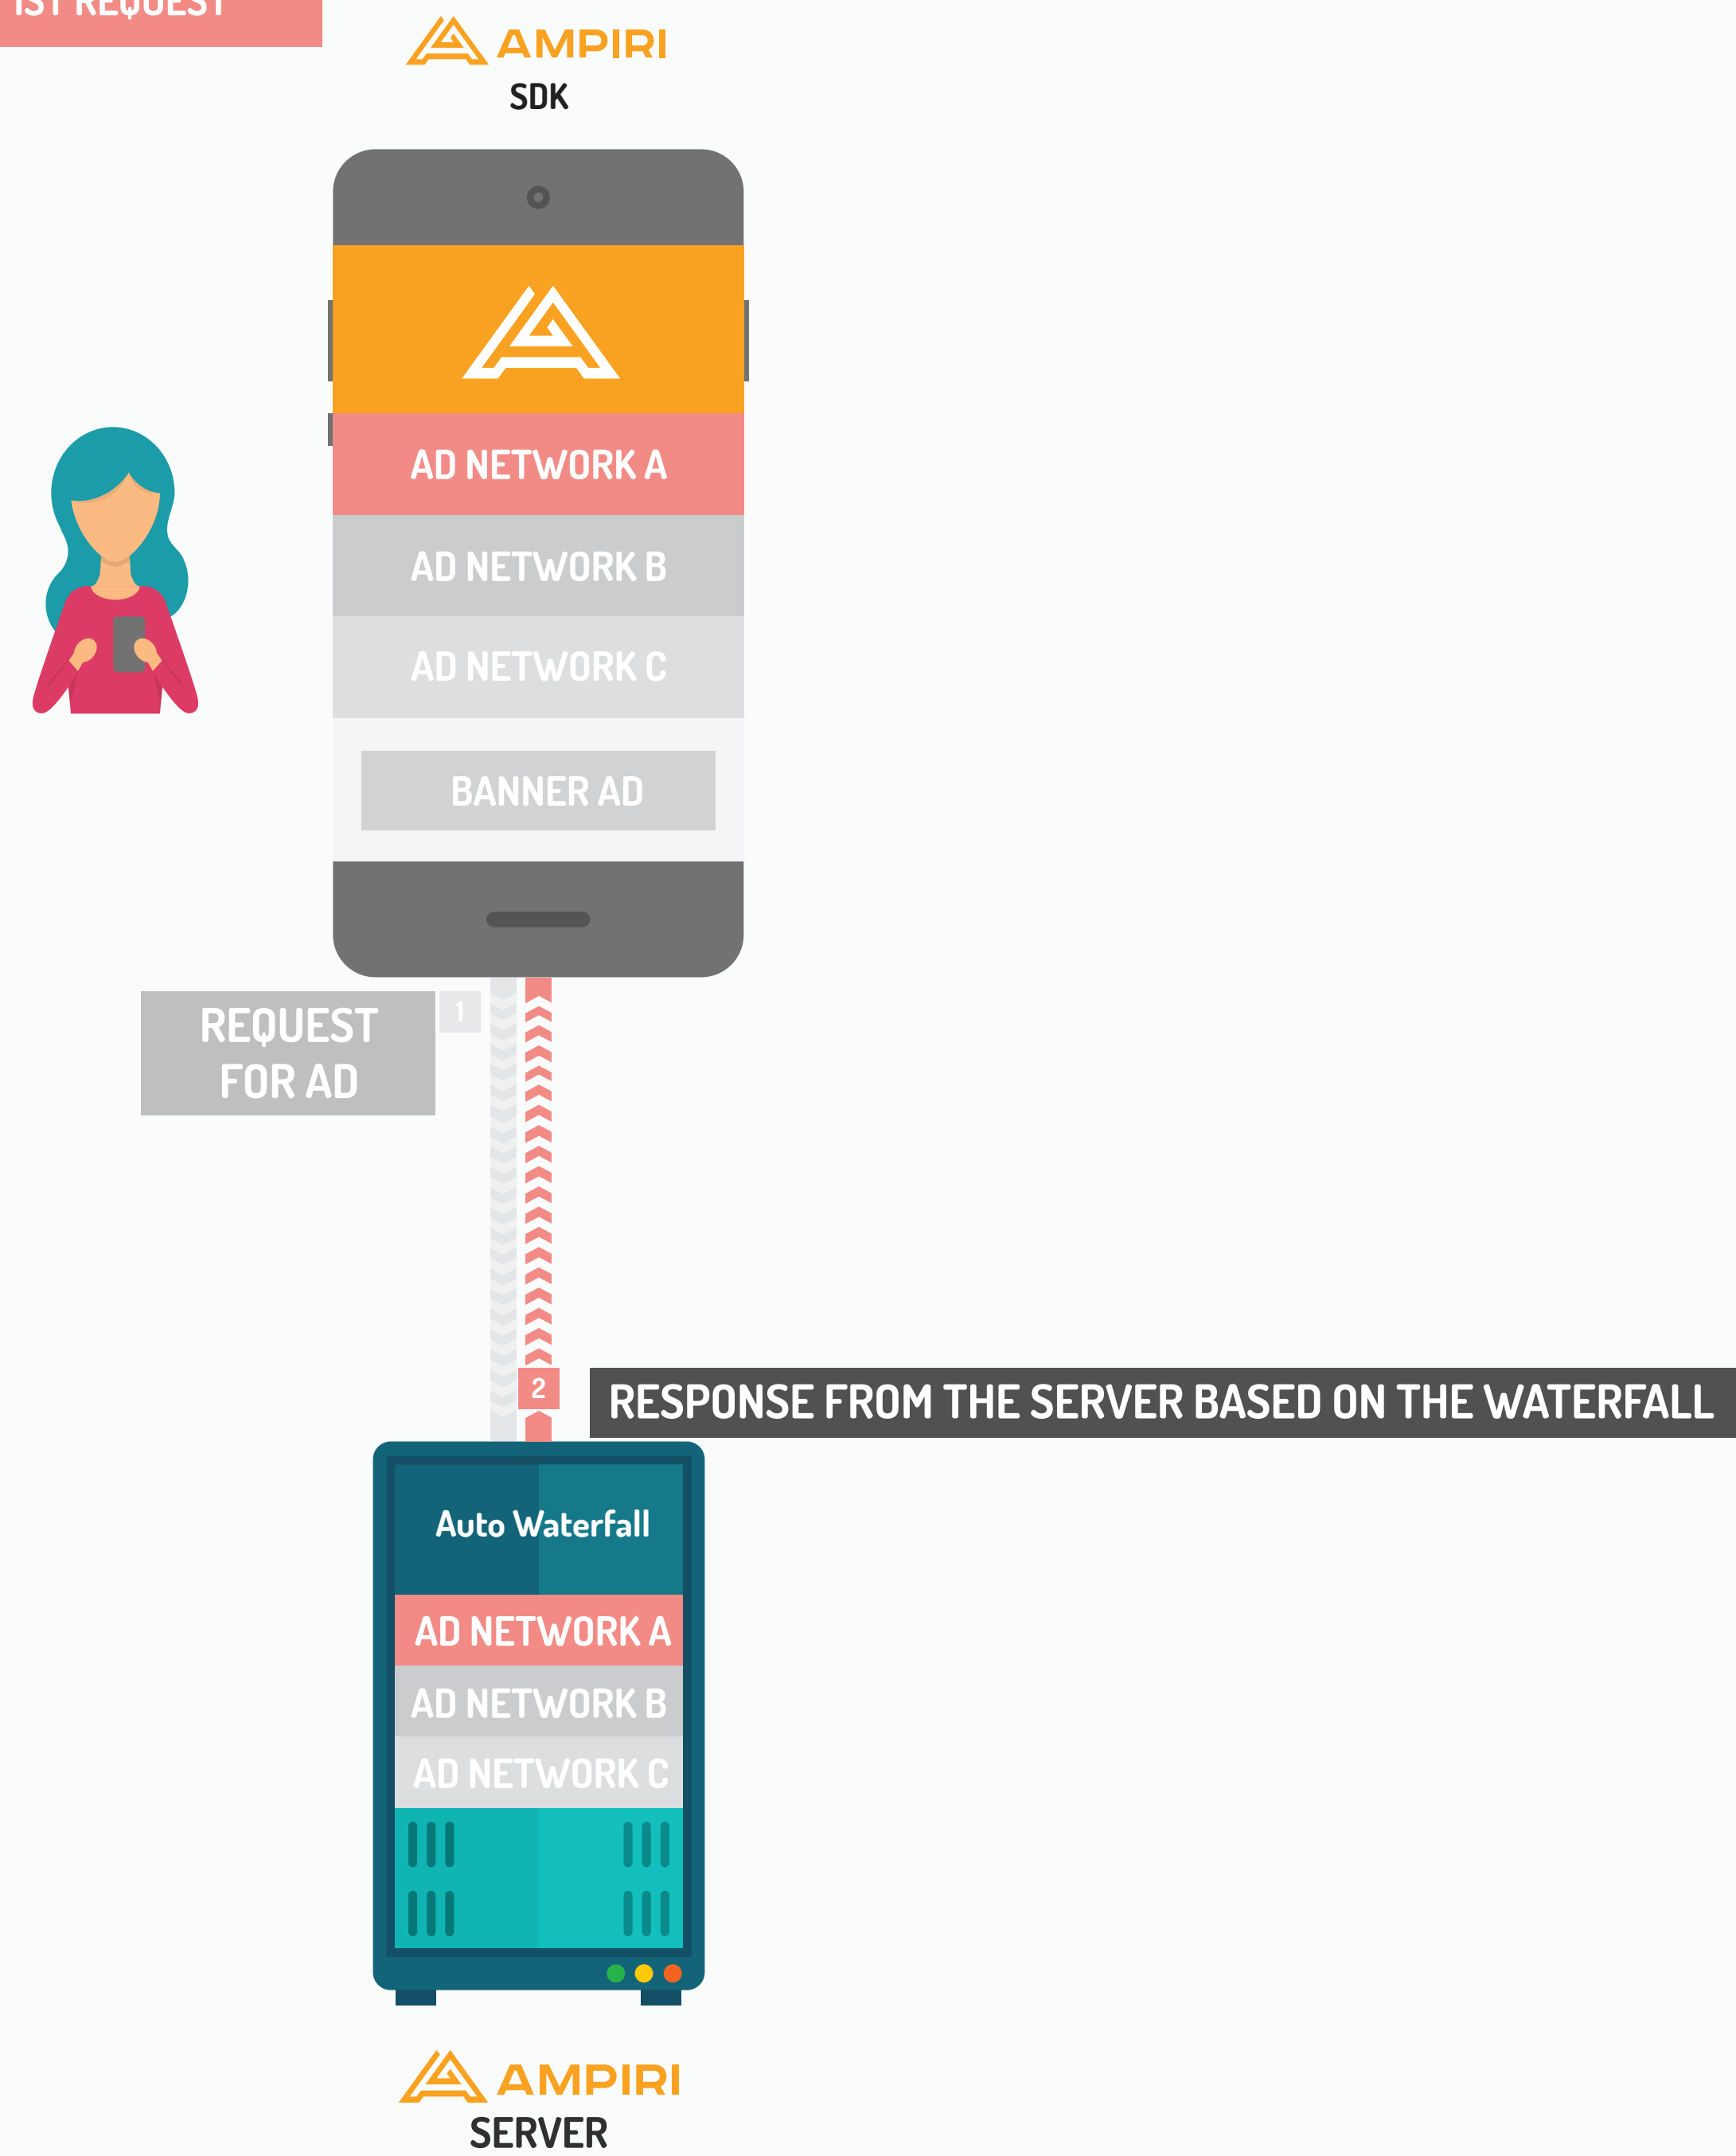 REQUEST
AMPIRI
SDK
AD NETWORK A
AD NETWORK B
AD NETWORK C
BANNER AD
REQUEST
FOR AD
1
2
RESPONSE FROM THE SERVER BASED ON THE WATERFALL
Auto Waterfall
AD NETWORK A
AD NETWORK B
AD NETWORK C
AMPIRI
SERVER